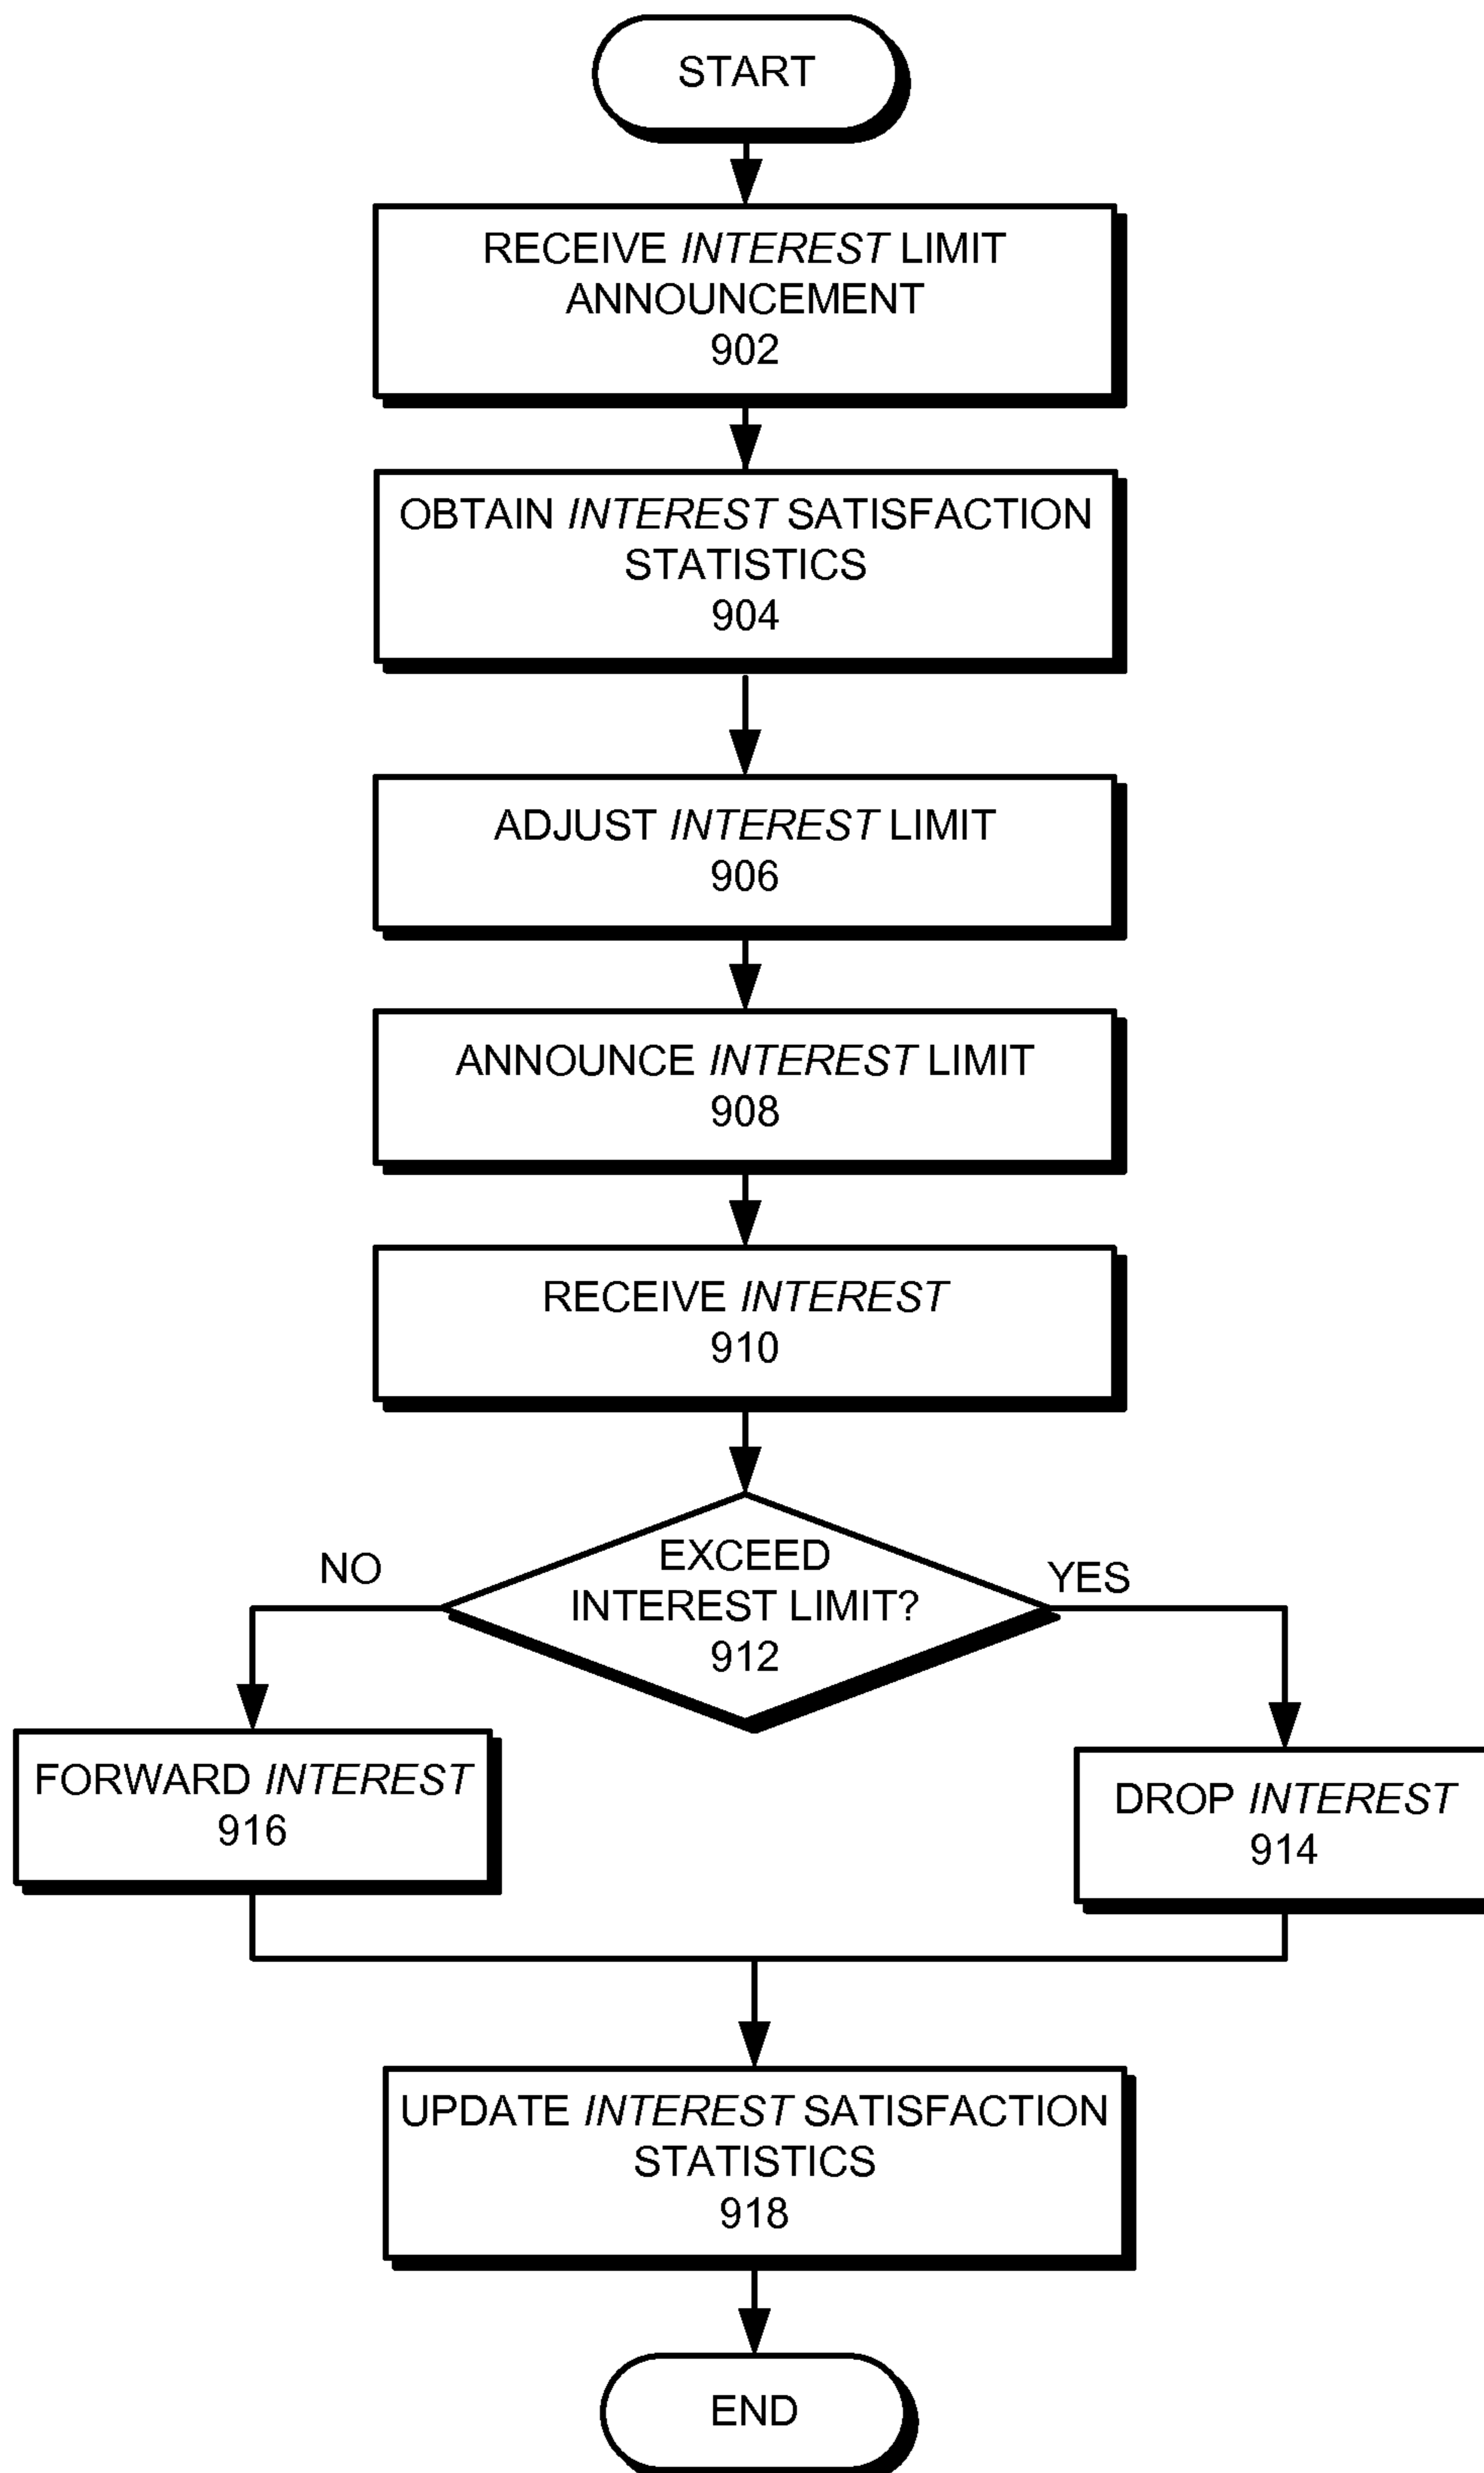 START
RECEIVE INTEREST LIMIT
ANNOUNCEMENT
902
OBTAIN INTEREST SATISFACTION
STATISTICS
904
ADJUST INTEREST LIMIT
906
ANNOUNCE INTEREST LIMIT
908
RECEIVE INTEREST
910
EXCEED
INTEREST LIMIT?
912
NO
YES
FORWARD INTEREST
916
DROP INTEREST
914
UPDATE INTEREST SATISFACTION
STATISTICS
918
END